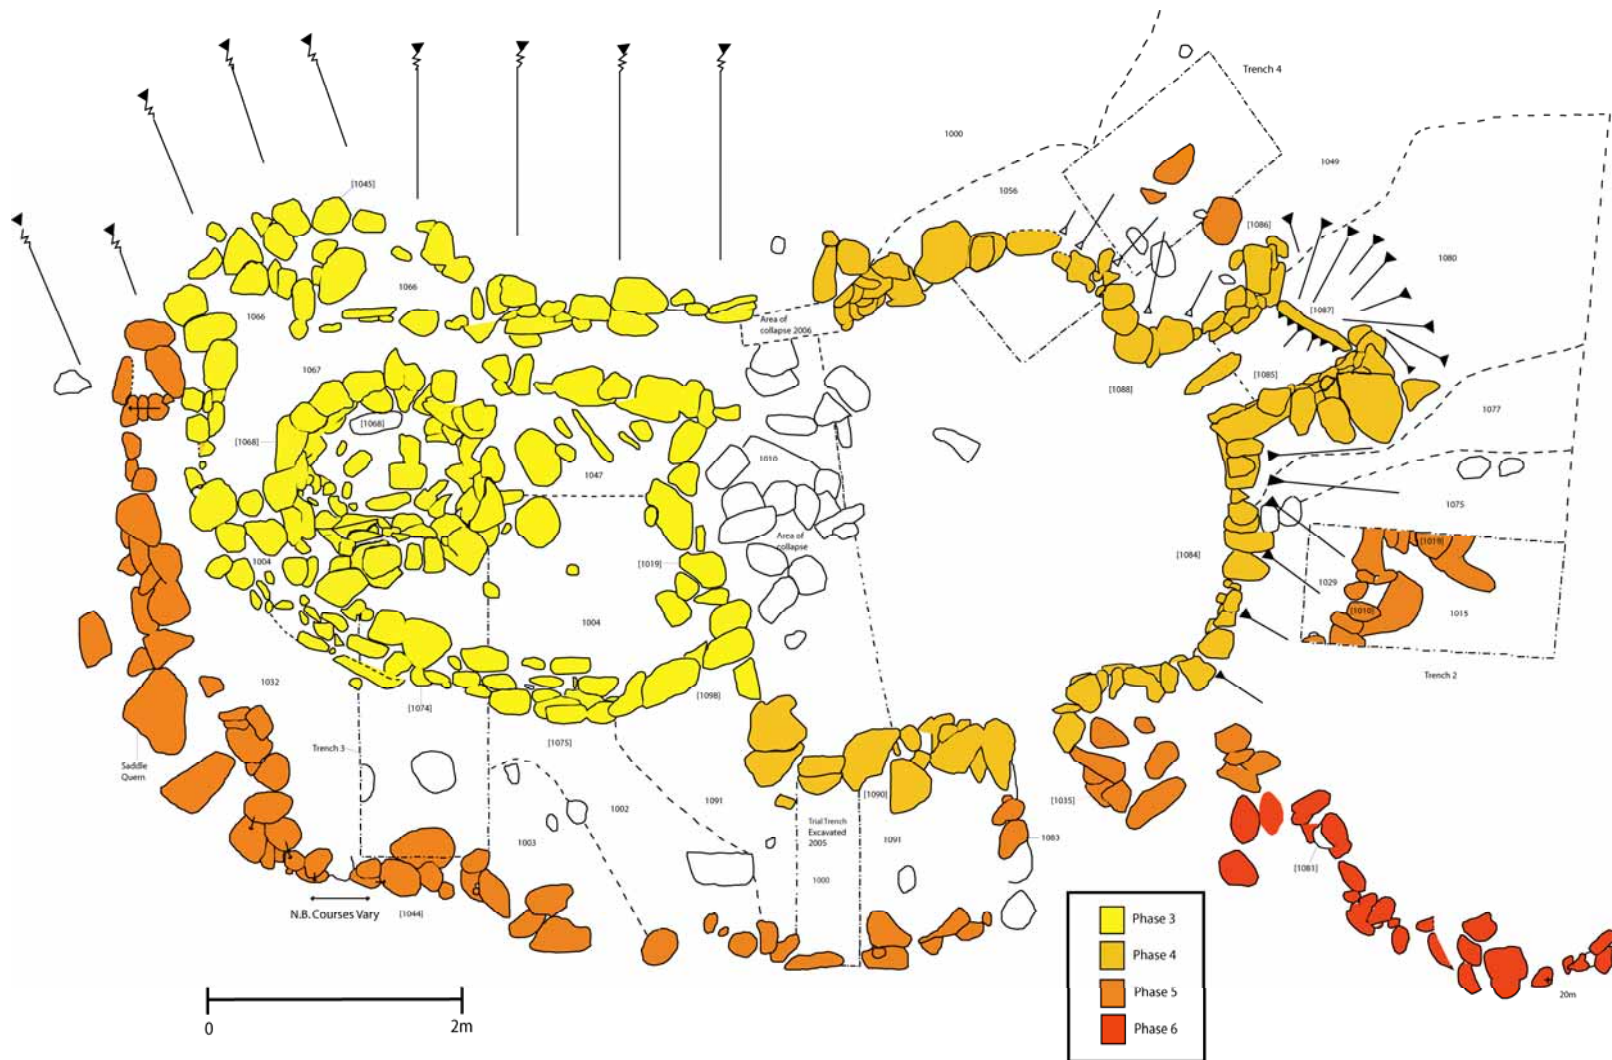 Trench 4
1000
1049
1056
[1045]
[1086]
1080
1066
1066
[1087]
Area of
collapse 2006
1067
[1088]
[1085]
1077
[1068]
[1068]
1047
1010
1075
Area of
collapse
[1019]
[1084]
1004
[1019]
1029
[1010]
1015
1004
Trench 2
1032
[1098]
[1074]
[1075]
Trench 3
Saddle
Quern
1002
1091
[1090]
[1035]
Trial Trench
Excavated
2005
1091
1083
1003
[1081]
1000
N.B. Courses Vary
[1044]
20m
0
2m
Phase 3
Phase 4
Phase 5
Phase 6